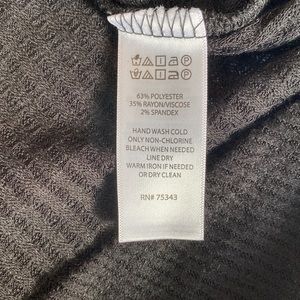 63% POLYESTER
35% RAYON/VISCOSE
2% SPANDEX
HAND WASH COLD
ONLY NON-CHLORINE
BLEACH WHEN NEEDED
LINE DRY
WARM IRON IF NEEDED
OR DRY CLEAN
RN# 75343